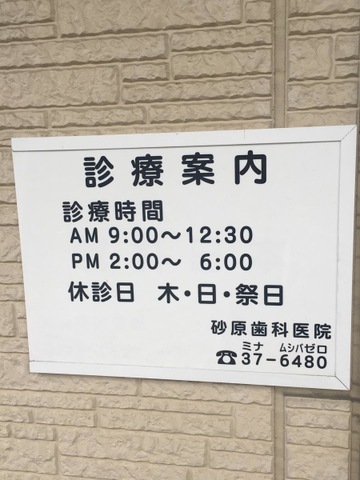 診療案内
診療時間
AM 9:00～12:30
PM 2:00～ 6:00
休診日 木・日・祭日
砂原歯科医院
ミナ ムシバゼロ
☎37-6480